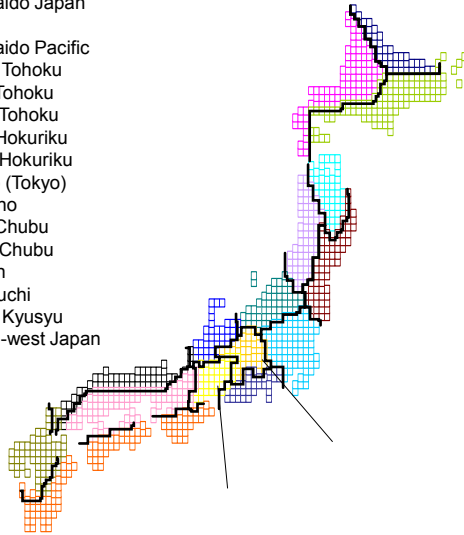 aido Japan
aido Pacific
Tohoku
Tohoku
Tohoku
Hokuriku
Hokuriku
(Tokyo)
no
Chubu
Chubu
n
uchi
Kyusyu
-west Japan